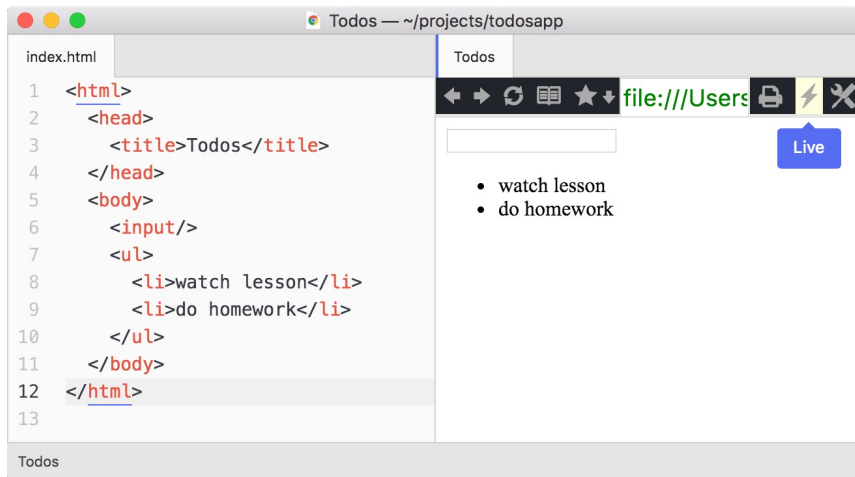 Todos — ~/projects/todosapp
index.html
1 <html>
2 <head>
3 <title>Todos</title>
4 </head>
5 <body>
6 <input/>
7 <ul>
8 <li>watch lesson</li>
9 <li>do homework</li>
10 </ul>
11 </body>
12 </html>
13
Todos
file:///Users
Live
• watch lesson
• do homework
Todos